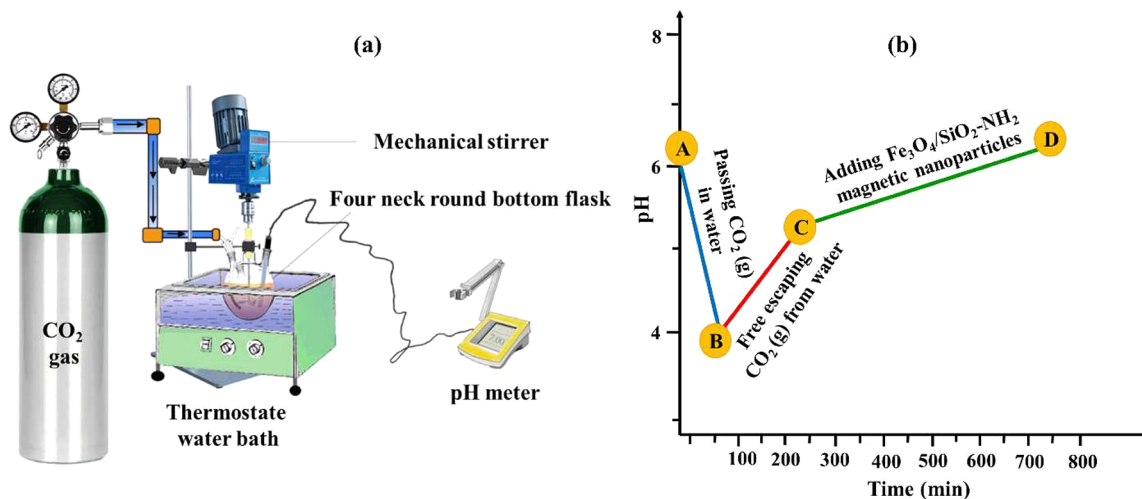 (a)
Mechanical stirrer
Four neck round bottom flask
CO2
gas
Thermostate
water bath
pH meter
(b)
8
6
4
pH
A
B
C
D
Passing CO2 (g)
in water
Free escaping
CO2 (g) from water
Adding Fe3O4/SiO2-NH2
magnetic nanoparticles
100 200 300 400 500 600 700 800
Time (min)